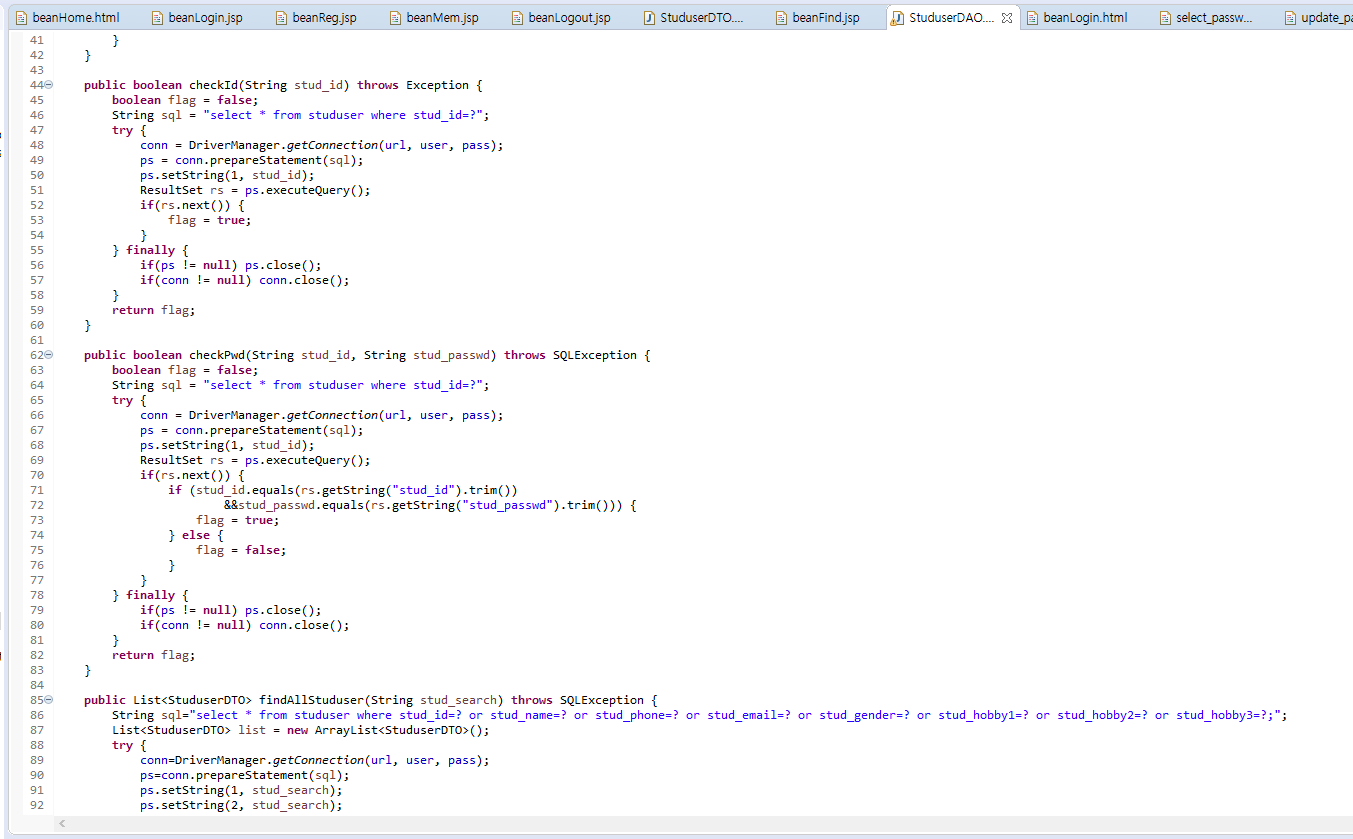 beanHome.html beanLogin.jsp beanReg.jsp beanMem.jsp beanLogout.jsp StuduserDTO.... beanFind.jsp StuduserDAO.... beanLogin.html select_passw... update_pa
41 }
42 }
43
44 public boolean checkId(String stud_id) throws Exception {
45 boolean flag = false;
46 String sql = "select * from studuser where stud_id=?";
47 try {
48 conn = DriverManager.getConnection(url, user, pass);
49 ps = conn.prepareStatement(sql);
50 ps.setString(1, stud_id);
51 ResultSet rs = ps.executeQuery();
52 if(rs.next()) {
53 flag = true;
54 }
55 } finally {
56 if(ps != null) ps.close();
57 if(conn != null) conn.close();
58 }
59 return flag;
60 }
61
62 public boolean checkPwd(String stud_id, String stud_passwd) throws SQLException {
63 boolean flag = false;
64 String sql = "select * from studuser where stud_id=?";
65 try {
66 conn = DriverManager.getConnection(url, user, pass);
67 ps = conn.prepareStatement(sql);
68 ps.setString(1, stud_id);
69 ResultSet rs = ps.executeQuery();
70 if(rs.next()) {
71 if (stud_id.equals(rs.getString("stud_id").trim())
72 &&stud_passwd.equals(rs.getString("stud_passwd").trim())) {
73 flag = true;
74 } else {
75 flag = false;
76 }
77 }
78 } finally {
79 if(ps != null) ps.close();
80 if(conn != null) conn.close();
81 }
82 return flag;
83 }
84
85 public List<StuduserDTO> findAllStuduser(String stud_search) throws SQLException {
86 String sql="select * from studuser where stud_id=? or stud_name=? or stud_phone=? or stud_email=? or stud_gender=? or stud_hobby1=? or stud_hobby2=? or stud_hobby3=?;";
87 List<StuduserDTO> list = new ArrayList<StuduserDTO>();
88 try {
89 conn=DriverManager.getConnection(url, user, pass);
90 ps=conn.prepareStatement(sql);
91 ps.setString(1, stud_search);
92 ps.setString(2, stud_search);